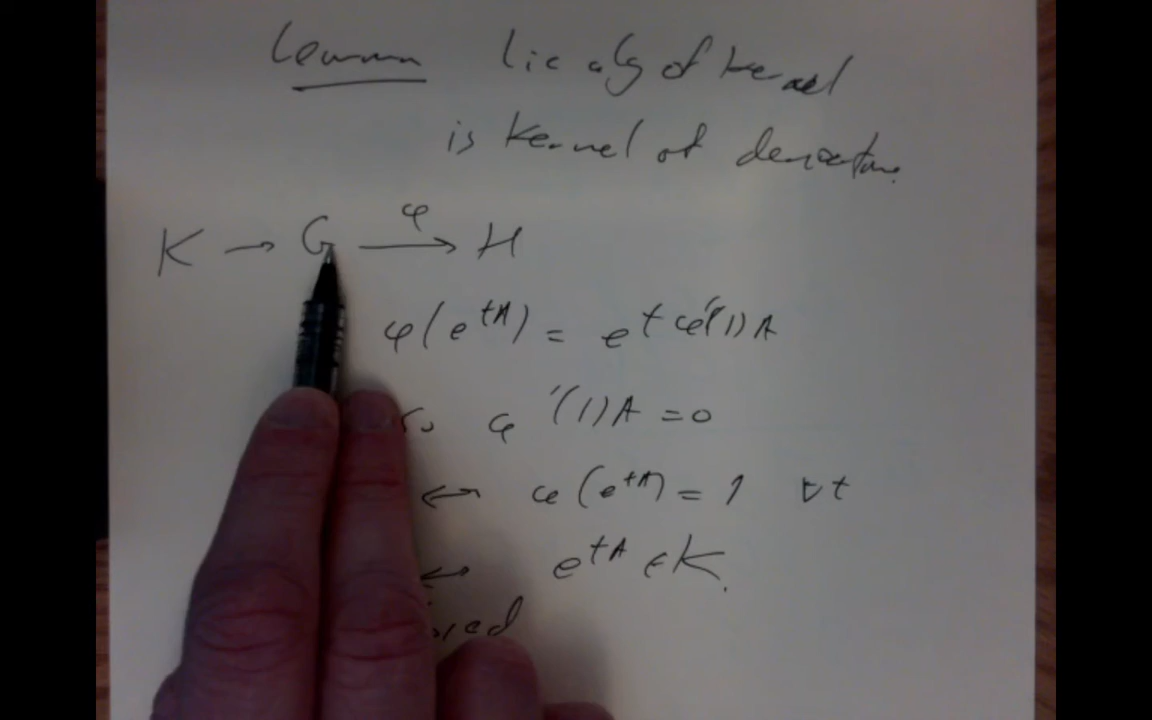 Lemma Lie alg of kernel
is kernel of derivative.
K → G φ→ H
φ(e^{tA}) = e^{tφ'(1)A}
φ'(1)A = 0
↔ φ(e^{tA}) = 1 ∀t
↔ e^{tA} ∈ K.